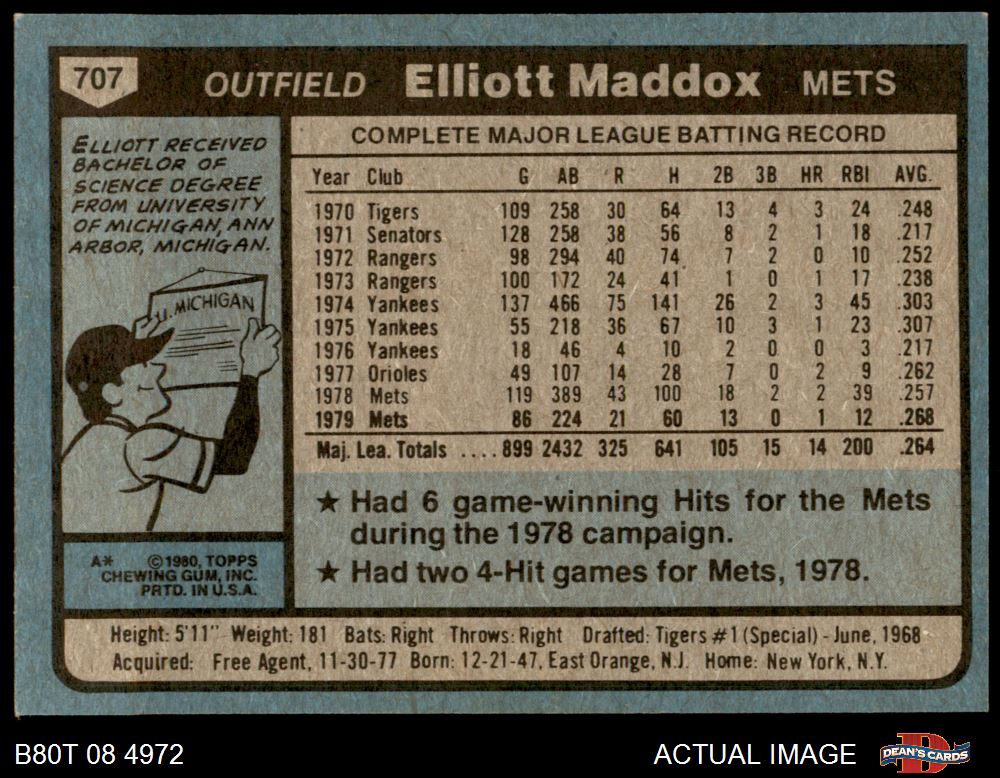 707 OUTFIELD Elliott Maddox METS
ELLIOTT RECEIVED
BACHELOR OF
SCIENCE DEGREE
FROM UNIVERSITY
OF MICHIGAN, ANN
ARBOR, MICHIGAN.
U. MICHIGAN
A* ©1980, TOPPS
CHEWING GUM, INC.
PRTD. IN U.S.A.
COMPLETE MAJOR LEAGUE BATTING RECORD
Year Club G AB R H 2B 3B HR RBI AVG.
1970 Tigers 109 258 30 64 13 4 3 24 .248
1971 Senators 128 258 38 56 8 2 1 18 .217
1972 Rangers 98 294 40 74 7 2 0 10 .252
1973 Rangers 100 172 24 41 1 0 1 17 .238
1974 Yankees 137 466 75 141 26 2 3 45 .303
1975 Yankees 55 218 36 67 10 3 1 23 .307
1976 Yankees 18 46 4 10 2 0 0 3 .217
1977 Orioles 49 107 14 28 7 0 2 9 .262
1978 Mets 119 389 43 100 18 2 2 39 .257
1979 Mets 86 224 21 60 13 0 1 12 .268
Maj. Lea. Totals ....899 2432 325 641 105 15 14 200 .264
★ Had 6 game-winning Hits for the Mets
during the 1978 campaign.
★ Had two 4-Hit games for Mets, 1978.
Height: 5'11" Weight: 181 Bats: Right Throws: Right Drafted: Tigers #1 (Special) - June, 1968
Acquired: Free Agent, 11-30-77 Born: 12-21-47, East Orange, N.J. Home: New York, N.Y.
B80T 08 4972 ACTUAL IMAGE DEAN'S CARDS